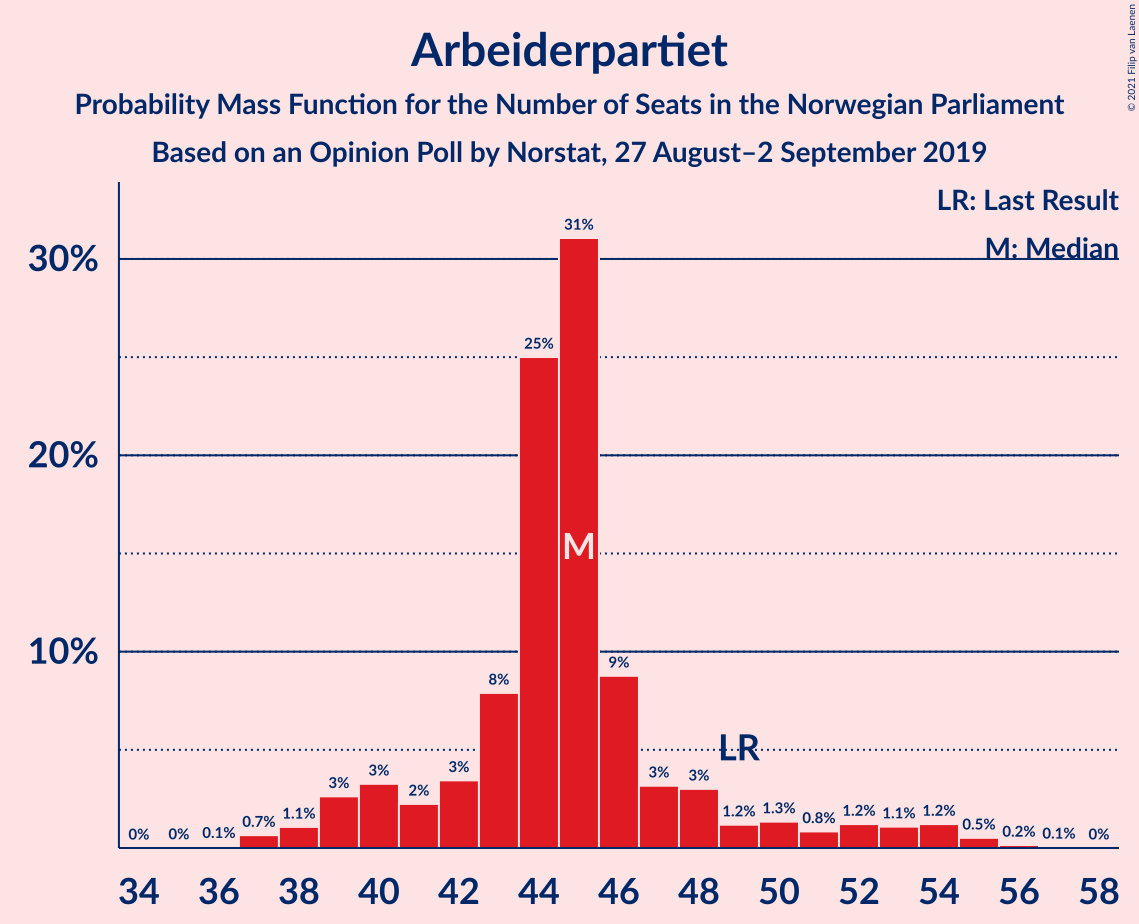 Arbeiderpartiet
Probability Mass Function for the Number of Seats in the Norwegian Parliament
Based on an Opinion Poll by Norstat, 27 August–2 September 2019
© 2021 Filip van Laenen
LR: Last Result
M: Median
30%
20%
10%
0% 0% 0.1% 0.7% 1.1% 3% 3% 2% 3% 8% 25% 31% 9% 3% 3% 1.2% 1.3% 0.8% 1.2% 1.1% 1.2% 0.5% 0.2% 0.1% 0%
M
LR
34 36 38 40 42 44 46 48 50 52 54 56 58